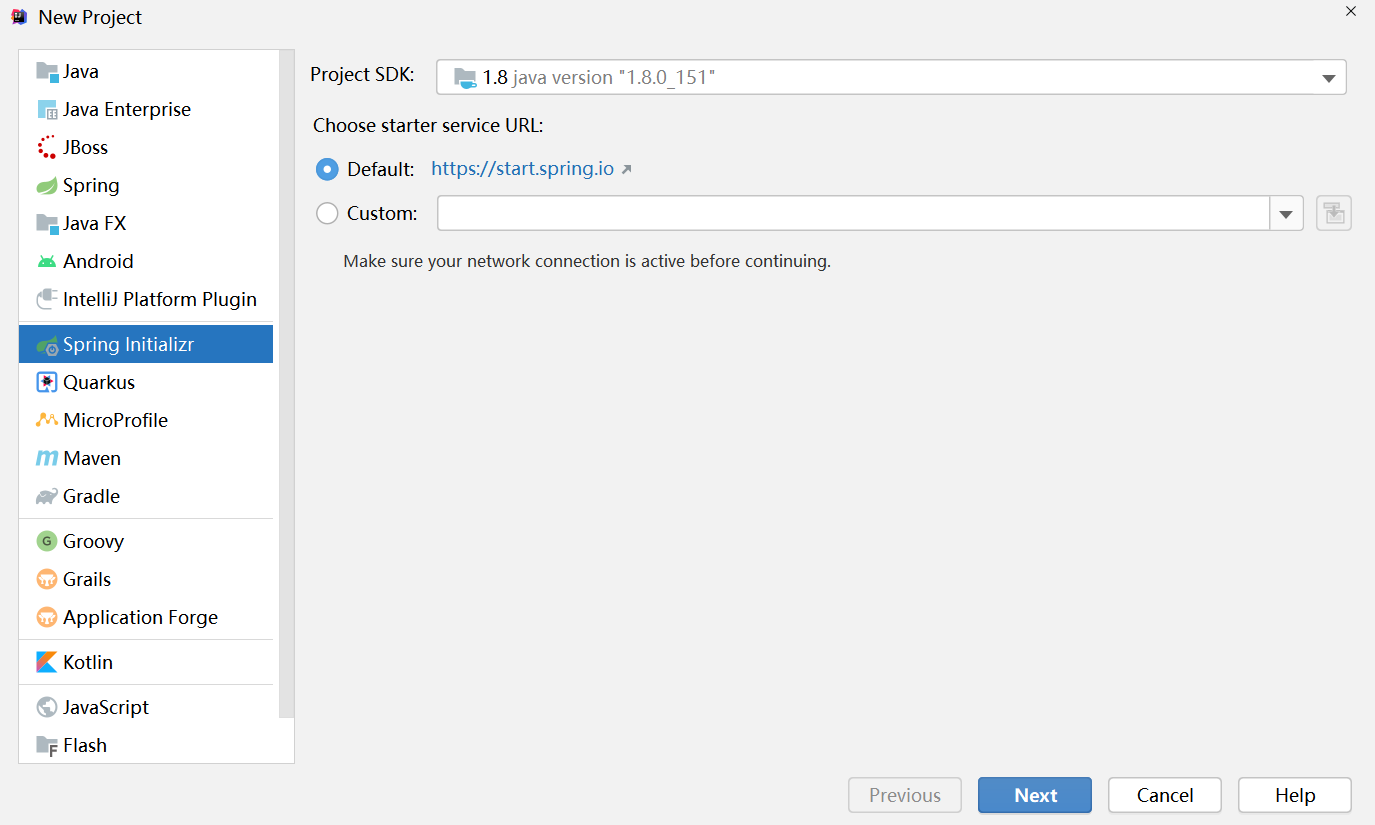 New Project
Java
Java Enterprise
JBoss
Spring
Java FX
Android
IntelliJ Platform Plugin
Spring Initializr
Quarkus
MicroProfile
Maven
Gradle
Groovy
Grails
Application Forge
Kotlin
JavaScript
Flash
Project SDK: 1.8 java version "1.8.0_151"
Choose starter service URL:
Default: https://start.spring.io
Custom:
Make sure your network connection is active before continuing.
Previous Next Cancel Help